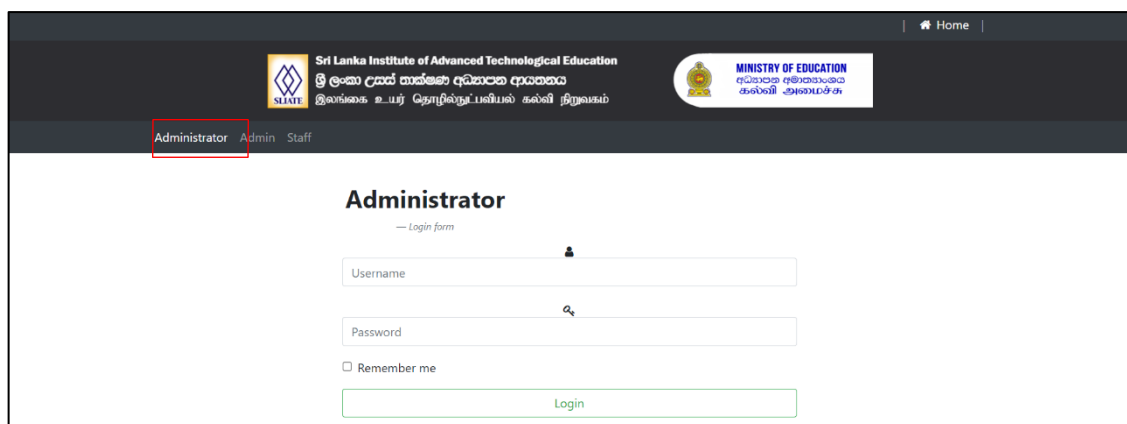 | Home |
Sri Lanka Institute of Advanced Technological Education
ශ්‍රී ලංකා උසස් තාක්ෂණ අධ්‍යාපන ආයතනය
இலங்கை உயர் தொழில்நுட்பவியல் கல்வி நிறுவகம்
SLIATE
MINISTRY OF EDUCATION
අධ්‍යාපන අමාත්‍යාංශය
கல்வி அமைச்சு
Administrator Admin Staff
Administrator
— Login form
Username
Password
Remember me
Login